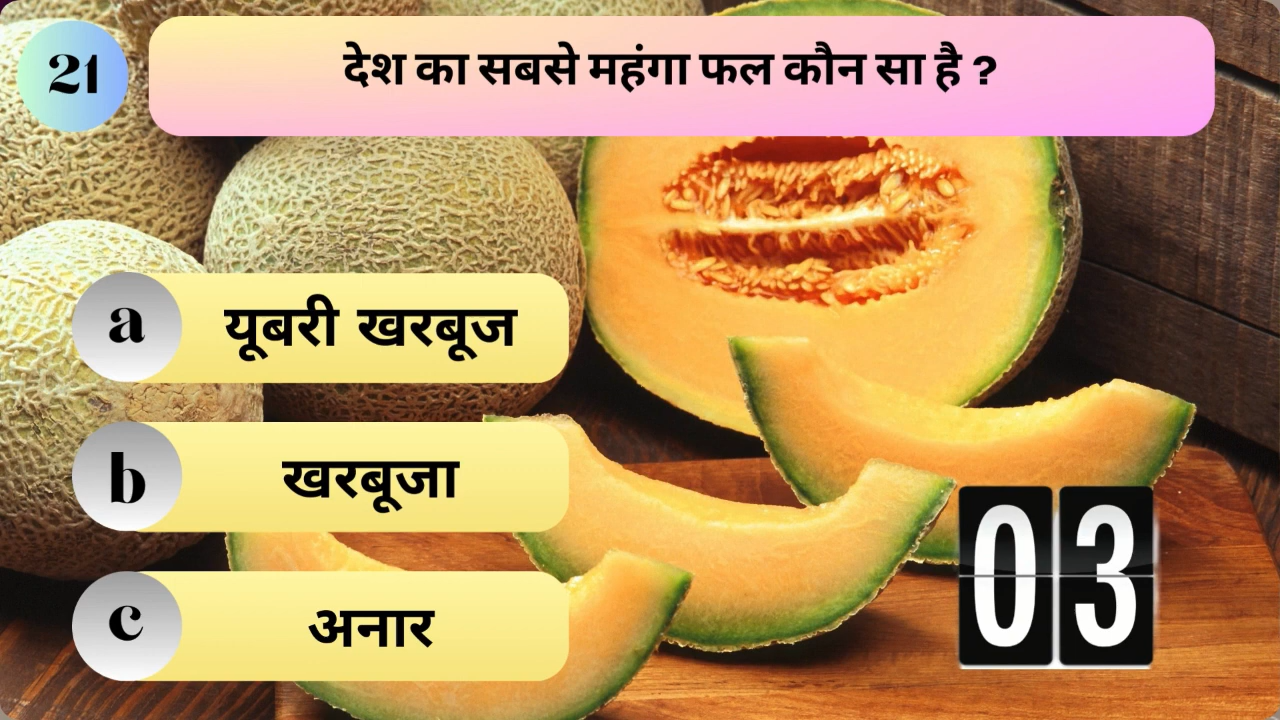 21
देश का सबसे महंगा फल कौन सा है ?
a
यूबरी खरबूज
b
खरबूजा
c
अनार
03